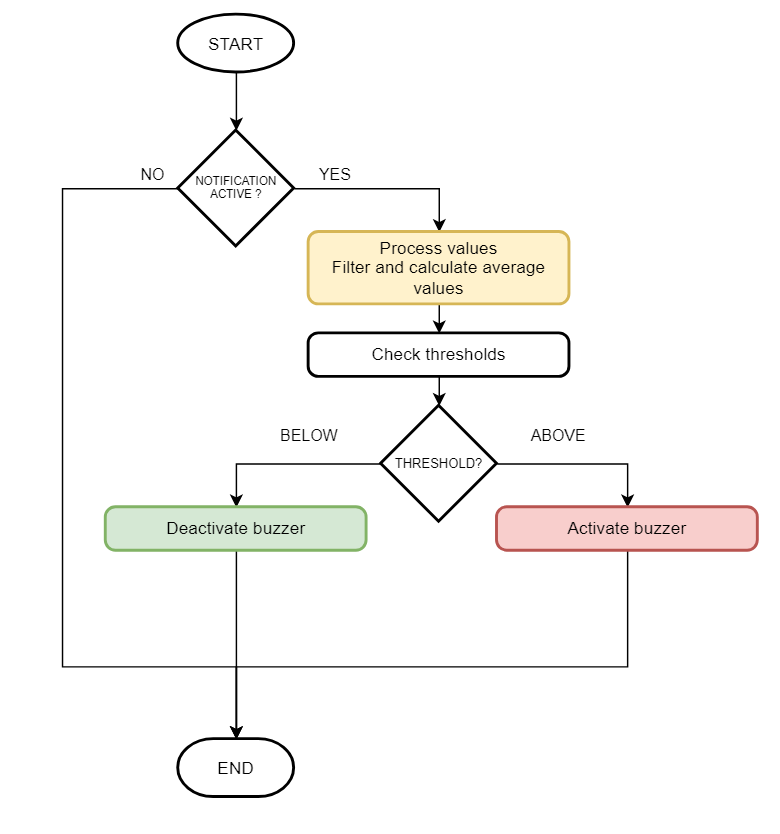 START
NO
YES
NOTIFICATION
ACTIVE ?
Process values
Filter and calculate average
values
Check thresholds
BELOW
ABOVE
THRESHOLD?
Deactivate buzzer
Activate buzzer
END